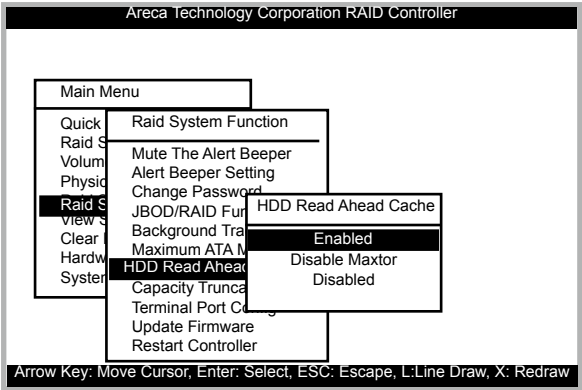 Areca Technology Corporation RAID Controller
Main Menu
Quick
Raid S
Volum
Physic
Raid S
View S
Clear
Hardw
System
Raid System Function
Mute The Alert Beeper
Alert Beeper Setting
Change Password
JBOD/RAID Fun
Background Tra
Maximum ATA M
HDD Read Ahead
Capacity Trunca
Terminal Port Config
Update Firmware
Restart Controller
HDD Read Ahead Cache
Enabled
Disable Maxtor
Disabled
Arrow Key: Move Cursor, Enter: Select, ESC: Escape, L:Line Draw, X: Redraw